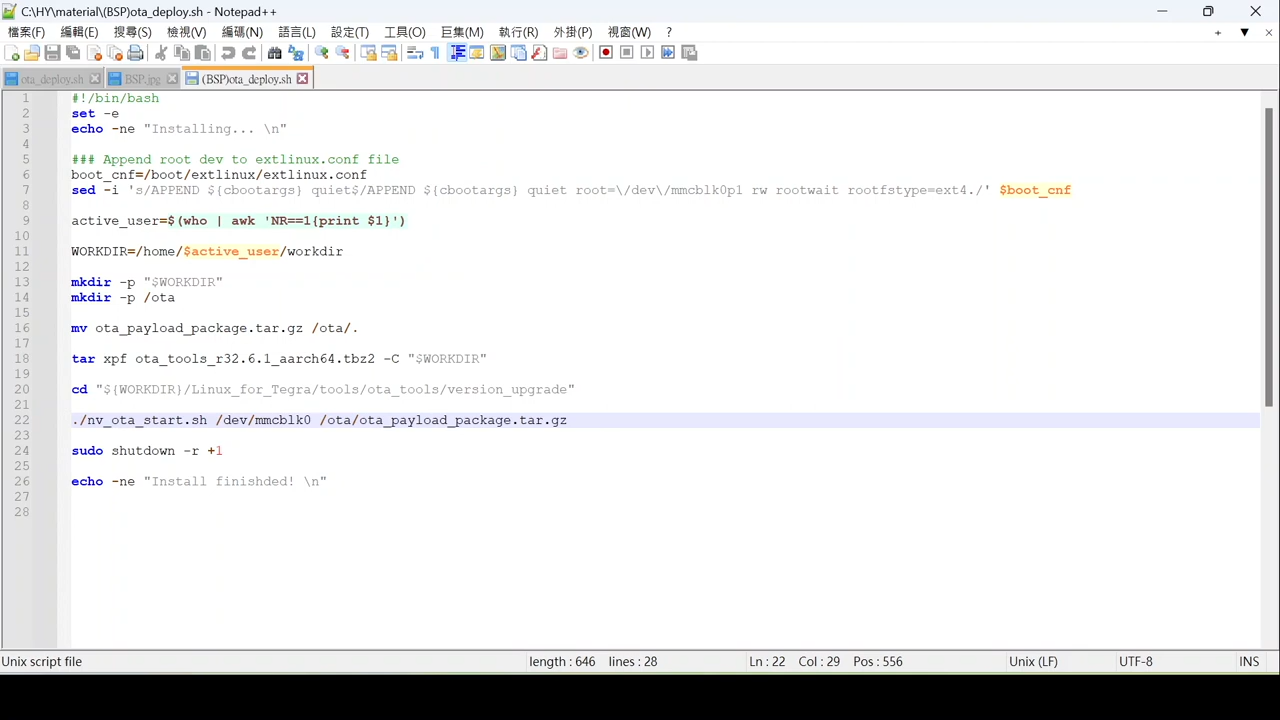 C:\HY\material\(BSP)ota_deploy.sh - Notepad++
檔案(F) 編輯(E) 搜尋(S) 檢視(V) 編碼(N) 語言(L) 設定(T) 工具(O) 巨集(M) 執行(R) 外掛(P) 視窗(W) ? + ▼ ×
ota_deploy.sh BSP.jpg (BSP)ota_deploy.sh
1 #!/bin/bash
2 set -e
3 echo -ne "Installing... \n"
4
5 ### Append root dev to extlinux.conf file
6 boot_cnf=/boot/extlinux/extlinux.conf
7 sed -i 's/APPEND ${cbootargs} quiet$/APPEND ${cbootargs} quiet root=\/dev\/mmcblk0p1 rw rootwait rootfstype=ext4./' $boot_cnf
8
9 active_user=$(who | awk 'NR==1{print $1}')
10
11 WORKDIR=/home/$active_user/workdir
12
13 mkdir -p "$WORKDIR"
14 mkdir -p /ota
15
16 mv ota_payload_package.tar.gz /ota/.
17
18 tar xpf ota_tools_r32.6.1_aarch64.tbz2 -C "$WORKDIR"
19
20 cd "${WORKDIR}/Linux_for_Tegra/tools/ota_tools/version_upgrade"
21
22 ./nv_ota_start.sh /dev/mmcblk0 /ota/ota_payload_package.tar.gz
23
24 sudo shutdown -r +1
25
26 echo -ne "Install finishded! \n"
27
28
Unix script file length : 646 lines : 28 Ln : 22 Col : 29 Pos : 556 Unix (LF) UTF-8 INS